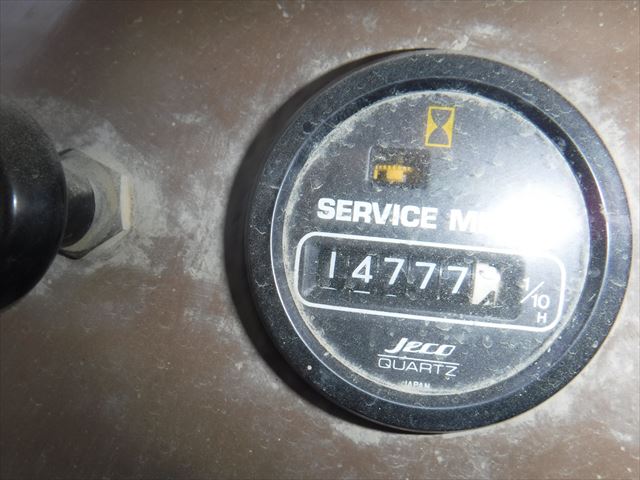 SERVICE M
14777
1/10
H
Jeco
QUARTZ
JAPAN